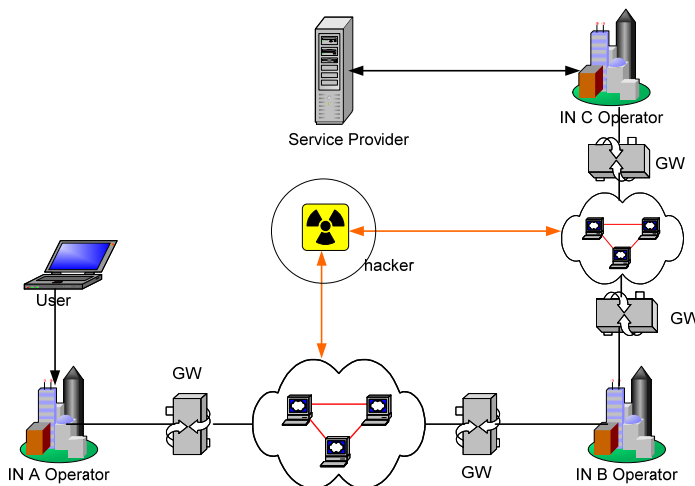 Service Provider
IN C Operator
GW
hacker
User
GW
GW
GW
IN A Operator
IN B Operator